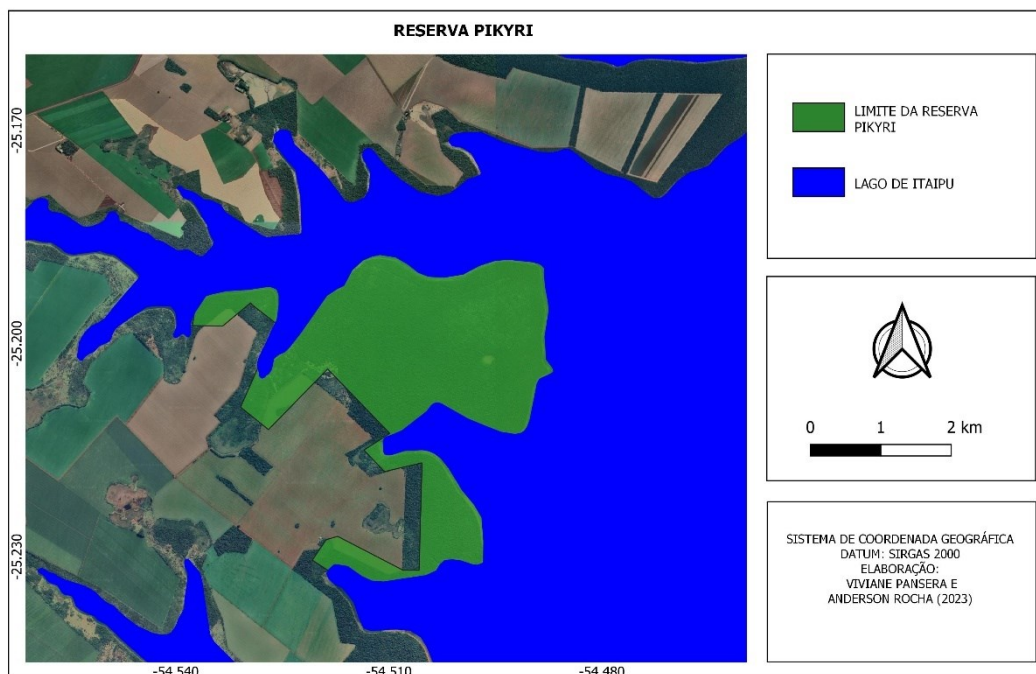 RESERVA PIKYRI
-25.170
-25.200
-25.230
-54.540
-54.510
-54.480
LIMITE DA RESERVA
PIKYRI
LAGO DE ITAIPU
0 1 2 km
SISTEMA DE COORDENADA GEOGRÁFICA
DATUM: SIRGAS 2000
ELABORAÇÃO:
VIVIANE PANSERA E
ANDERSON ROCHA (2023)